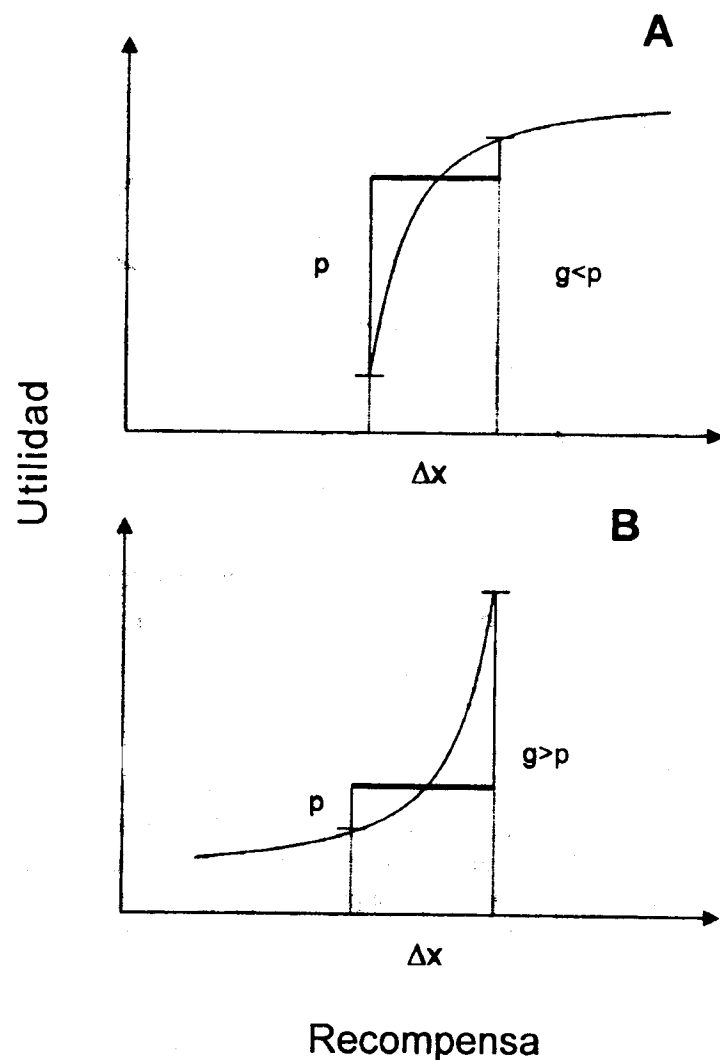 A
p
g<p
Δx
Utilidad
B
g>p
p
Δx
Recompensa